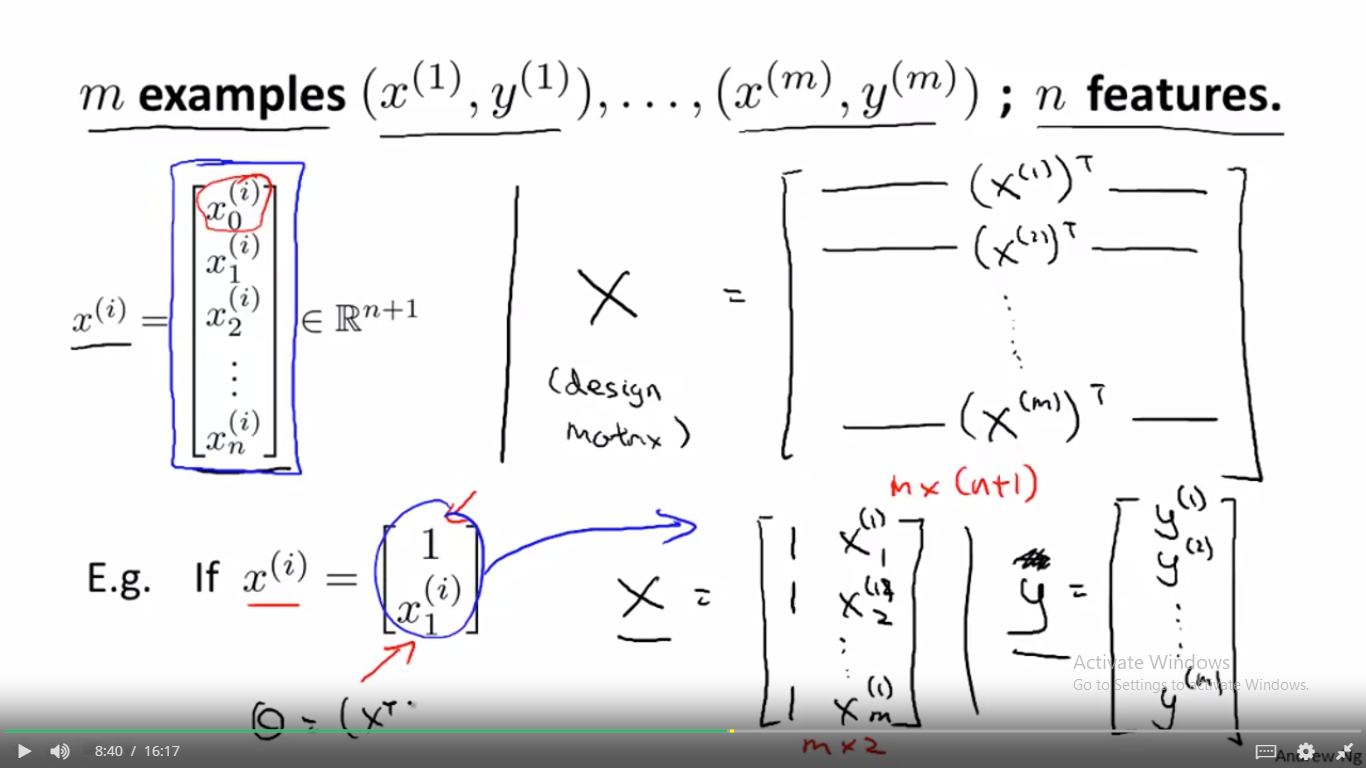 m examples (x^(1), y^(1)), . . . , (x^(m), y^(m)) ; n features.
x^(i) = [ x_0^(i) x_1^(i) x_2^(i) ⋮ x_n^(i) ] ∈ ℝ^{n+1}
X = [ — (x^(1))^T — — (x^(2))^T — ⋮ — (x^(m))^T — ]
(design
matrix)
m x (n+1)
E.g. If x^(i) = [ 1 x_1^(i) ]
X = [ 1 x_1^(1) 1 x_2^(1) ⋮ 1 x_m^(1) ]
y = [ y^(1) y^(2) ⋮ y^(m) ]
m x 2
Θ = (x^T
Activate Windows
Go to Settings to activate Windows.
8:40 / 16:17
Andrew Ng